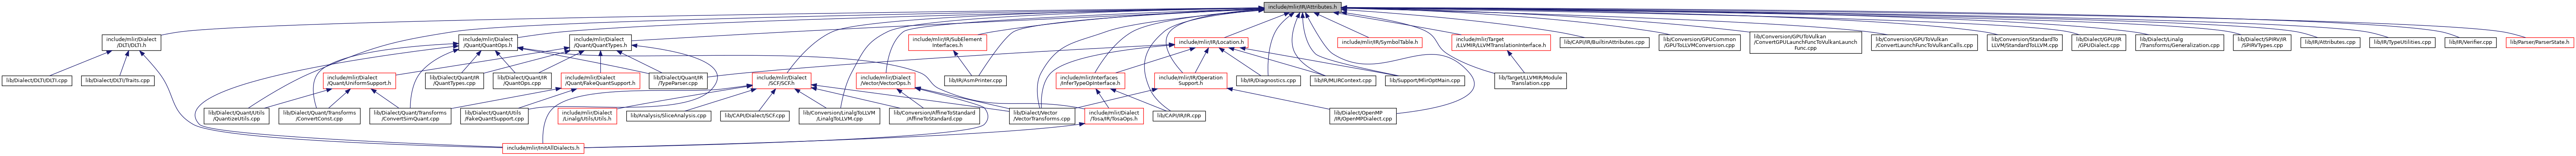 include/mlir/IR/Attributes.h
include/mlir/Dialect
/DLTI/DLTI.h
include/mlir/Dialect
/Quant/QuantOps.h
include/mlir/Dialect
/Quant/QuantTypes.h
include/mlir/IR/SubElement
Interfaces.h
include/mlir/IR/Location.h
include/mlir/IR/SymbolTable.h
include/mlir/Target
/LLVMIR/LLVMTranslationInterface.h
lib/CAPI/IR/BuiltinAttributes.cpp
lib/Conversion/GPUCommon
/GPUToLLVMConversion.cpp
lib/Conversion/GPUToVulkan
/ConvertGPULaunchFuncToVulkanLaunch
Func.cpp
lib/Conversion/GPUToVulkan
/ConvertLaunchFuncToVulkanCalls.cpp
lib/Conversion/StandardTo
LLVM/StandardToLLVM.cpp
lib/Dialect/GPU/IR
/GPUDialect.cpp
lib/Dialect/Linalg
/Transforms/Generalization.cpp
lib/Dialect/SPIRV/IR
/SPIRVTypes.cpp
lib/IR/Attributes.cpp
lib/IR/TypeUtilities.cpp
lib/IR/Verifier.cpp
lib/Parser/ParserState.h
lib/Dialect/DLTI/DLTI.cpp
lib/Dialect/DLTI/Traits.cpp
include/mlir/Dialect
/Quant/UniformSupport.h
lib/Dialect/Quant/IR
/QuantTypes.cpp
lib/Dialect/Quant/IR
/QuantOps.cpp
include/mlir/Dialect
/Quant/FakeQuantSupport.h
lib/Dialect/Quant/IR
/TypeParser.cpp
include/mlir/Dialect
/SCF/SCF.h
include/mlir/Dialect
/Vector/VectorOps.h
lib/IR/AsmPrinter.cpp
include/mlir/Interfaces
/InferTypeOpInterface.h
include/mlir/IR/Operation
Support.h
lib/IR/Diagnostics.cpp
lib/IR/MLIRContext.cpp
lib/Support/MlirOptMain.cpp
lib/Target/LLVMIR/Module
Translation.cpp
lib/Dialect/Quant/Utils
/QuantizeUtils.cpp
lib/Dialect/Quant/Transforms
/ConvertConst.cpp
lib/Dialect/Quant/Transforms
/ConvertSimQuant.cpp
lib/Dialect/Quant/Utils
/FakeQuantSupport.cpp
include/mlir/Dialect
/Linalg/Utils/Utils.h
lib/Analysis/SliceAnalysis.cpp
lib/CAPI/Dialect/SCF.cpp
lib/Conversion/LinalgToLLVM
/LinalgToLLVM.cpp
lib/Conversion/AffineToStandard
/AffineToStandard.cpp
lib/Dialect/Vector
/VectorTransforms.cpp
include/mlir/Dialect
/Tosa/IR/TosaOps.h
lib/CAPI/IR/IR.cpp
lib/Dialect/OpenMP
/IR/OpenMPDialect.cpp
include/mlir/InitAllDialects.h